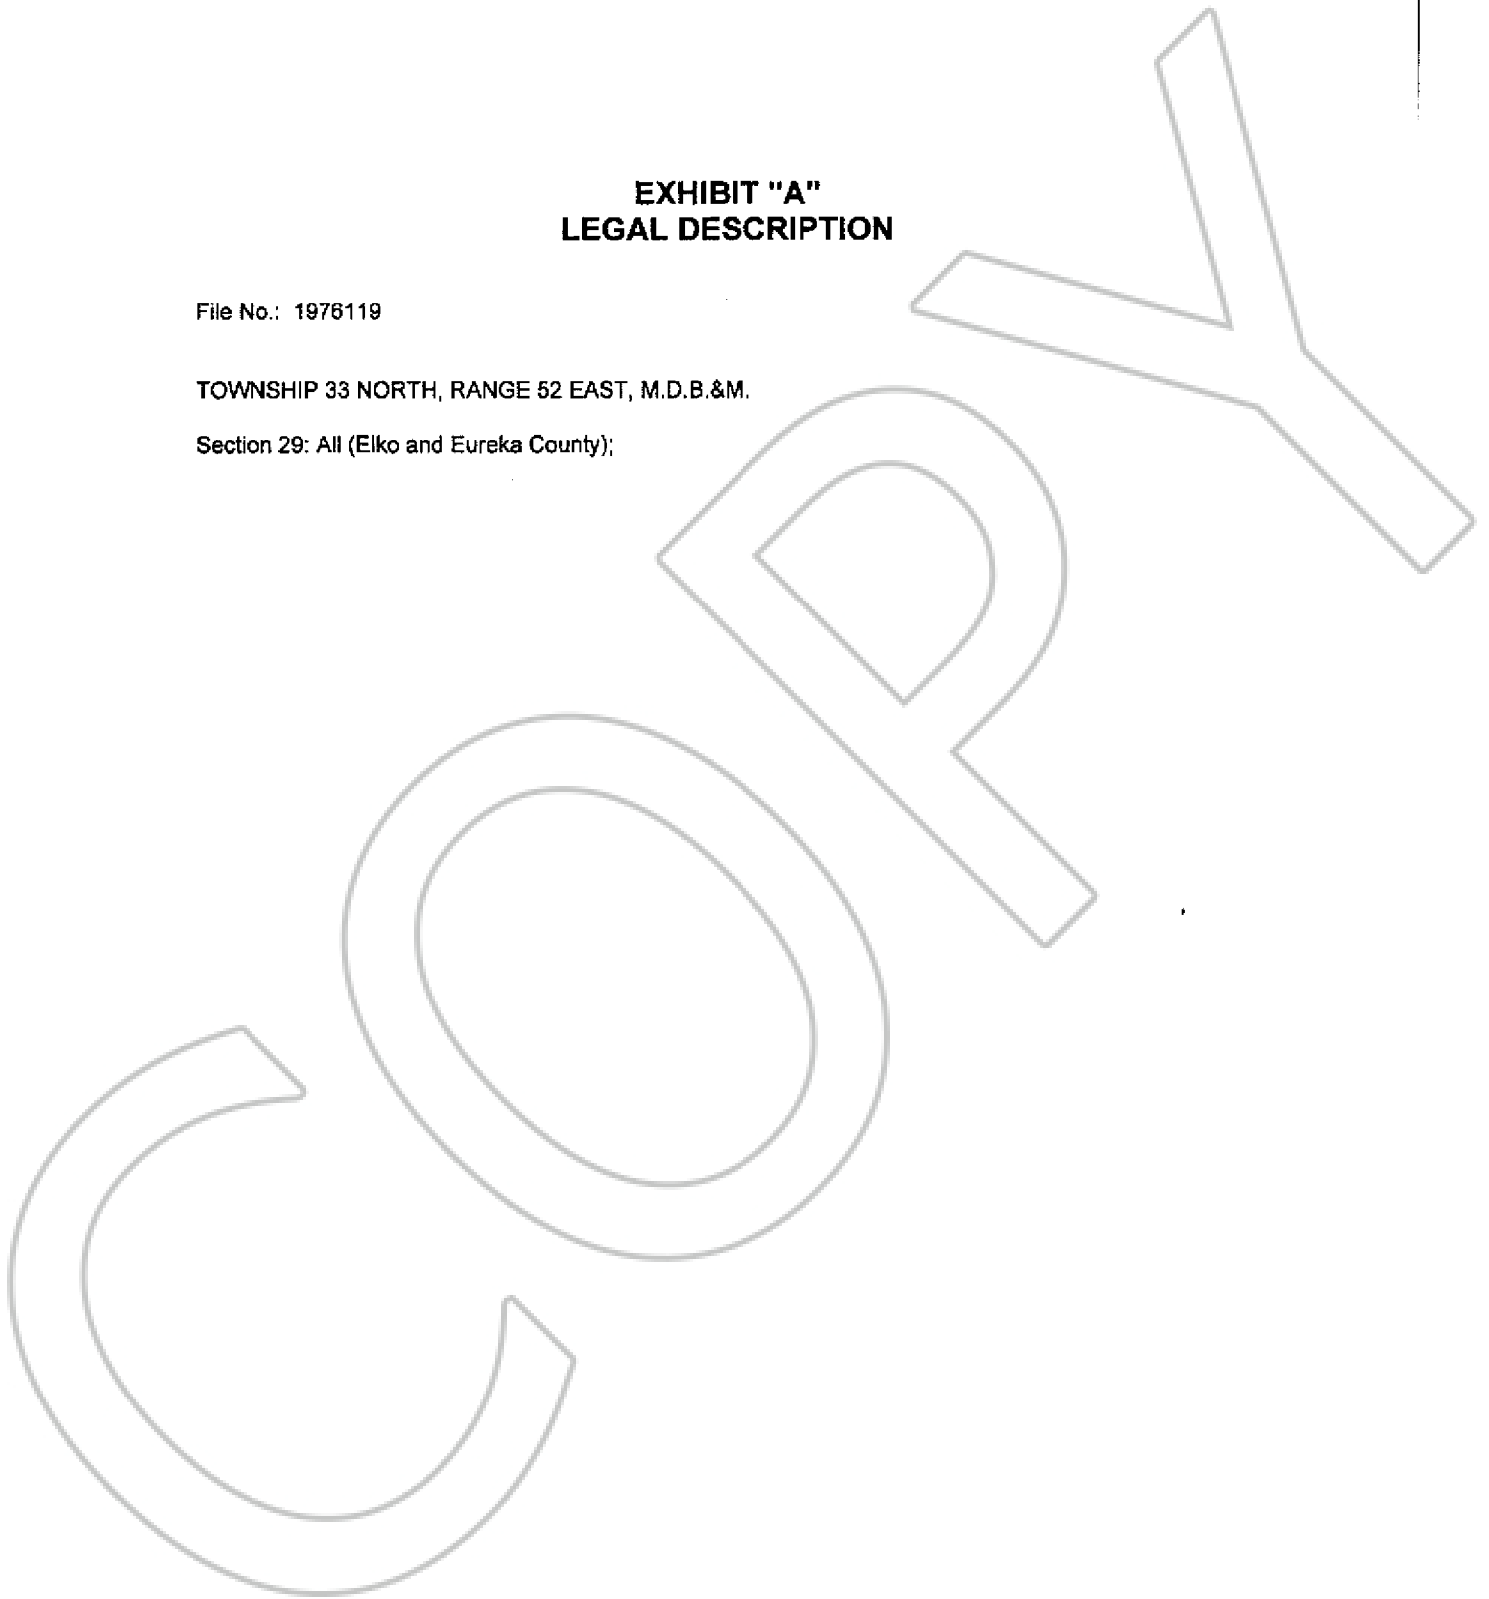 EXHIBIT "A"
LEGAL DESCRIPTION
File No.: 1976119
TOWNSHIP 33 NORTH, RANGE 52 EAST, M.D.B.&M.
Section 29: All (Elko and Eureka County);
COPY